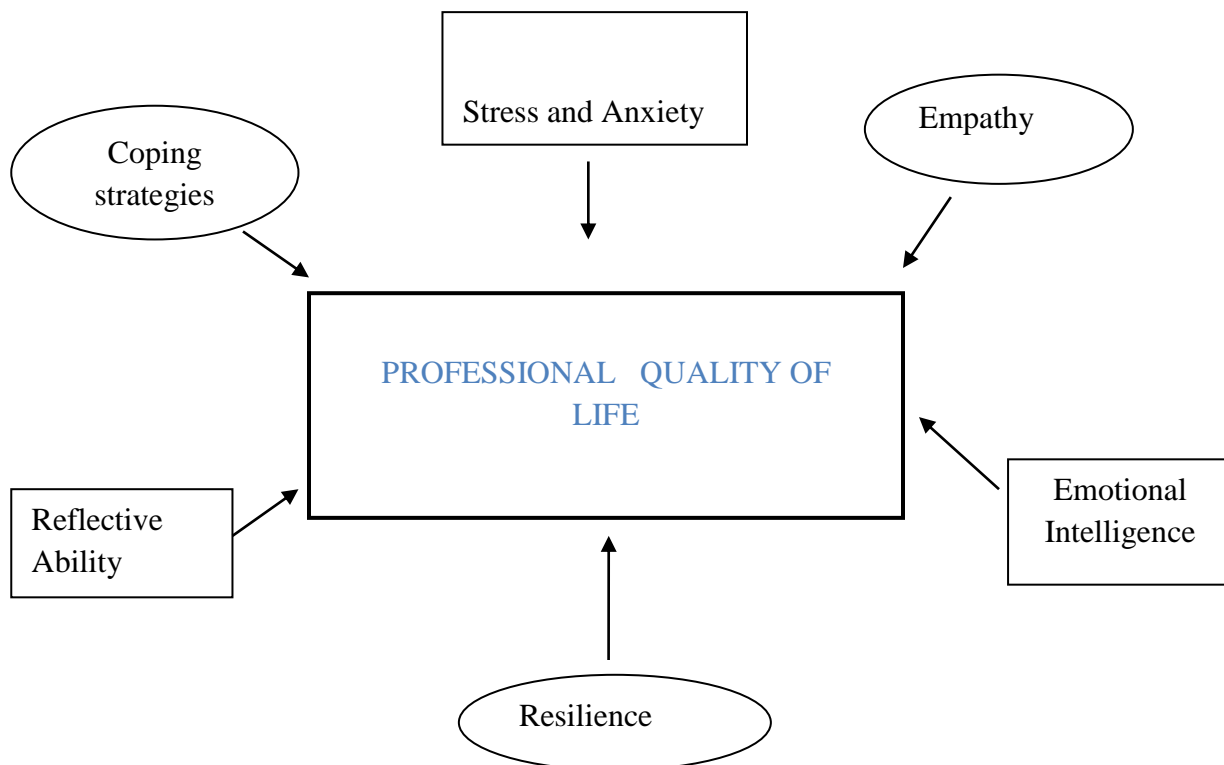 Stress and Anxiety
Empathy
Coping
strategies
PROFESSIONAL QUALITY OF
LIFE
Reflective
Ability
Emotional
Intelligence
Resilience